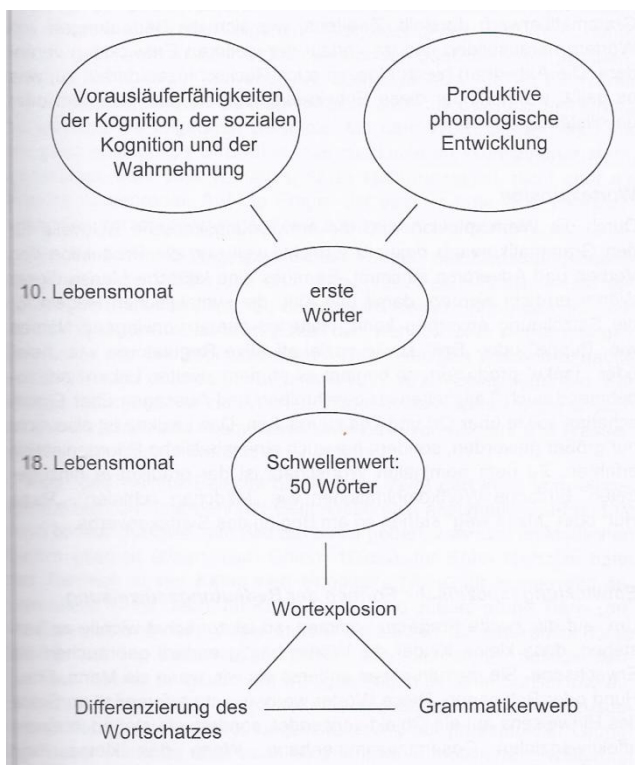 Vorausläuferfähigkeiten
der Kognition, der sozialen
Kognition und der
Wahrnehmung
Produktive
phonologische
Entwicklung
10. Lebensmonat
erste
Wörter
18. Lebensmonat
Schwellenwert:
50 Wörter
Wortexplosion
Differenzierung des
Wortschatzes
Grammatikerwerb